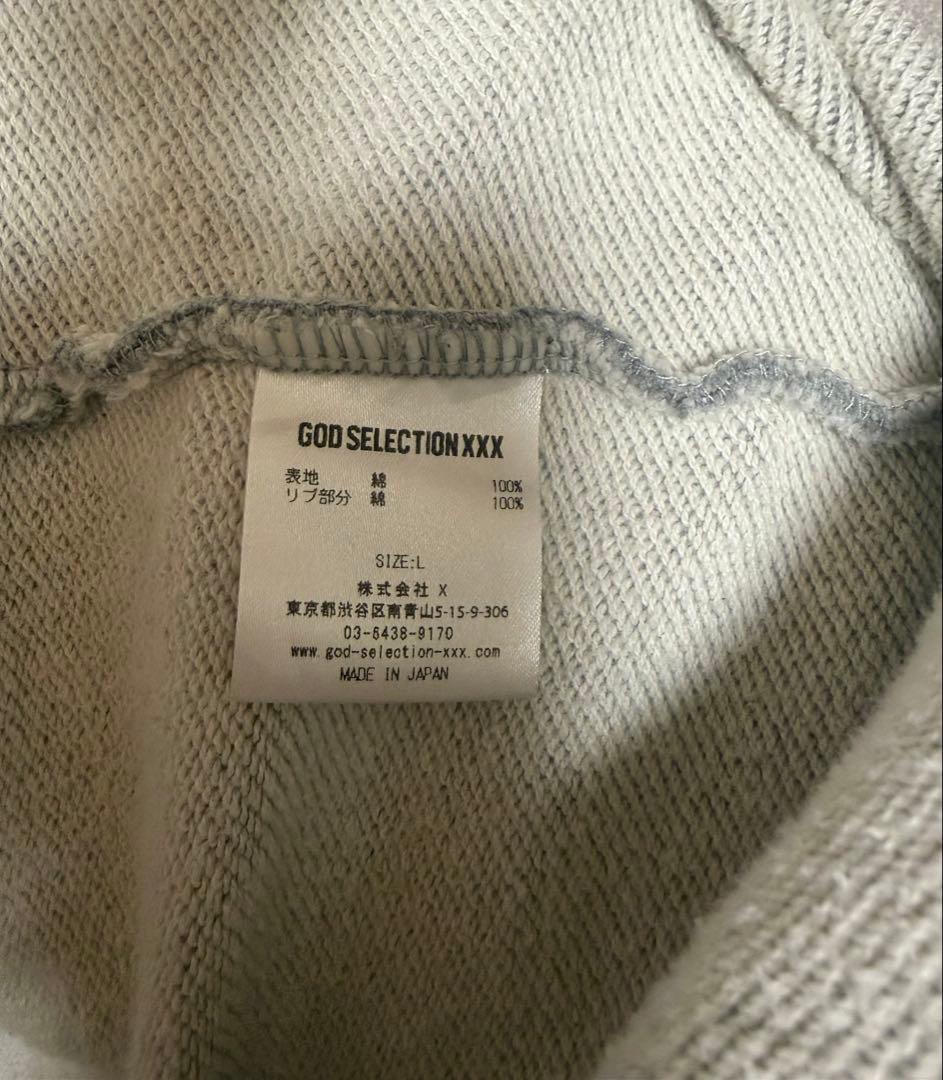 GOD SELECTION XXX
表地 綿 100%
リブ部分 綿 100%
SIZE:L
株式会社 X
東京都渋谷区南青山5-15-9-306
03-6438-9170
www.god-selection-xxx.com
MADE IN JAPAN